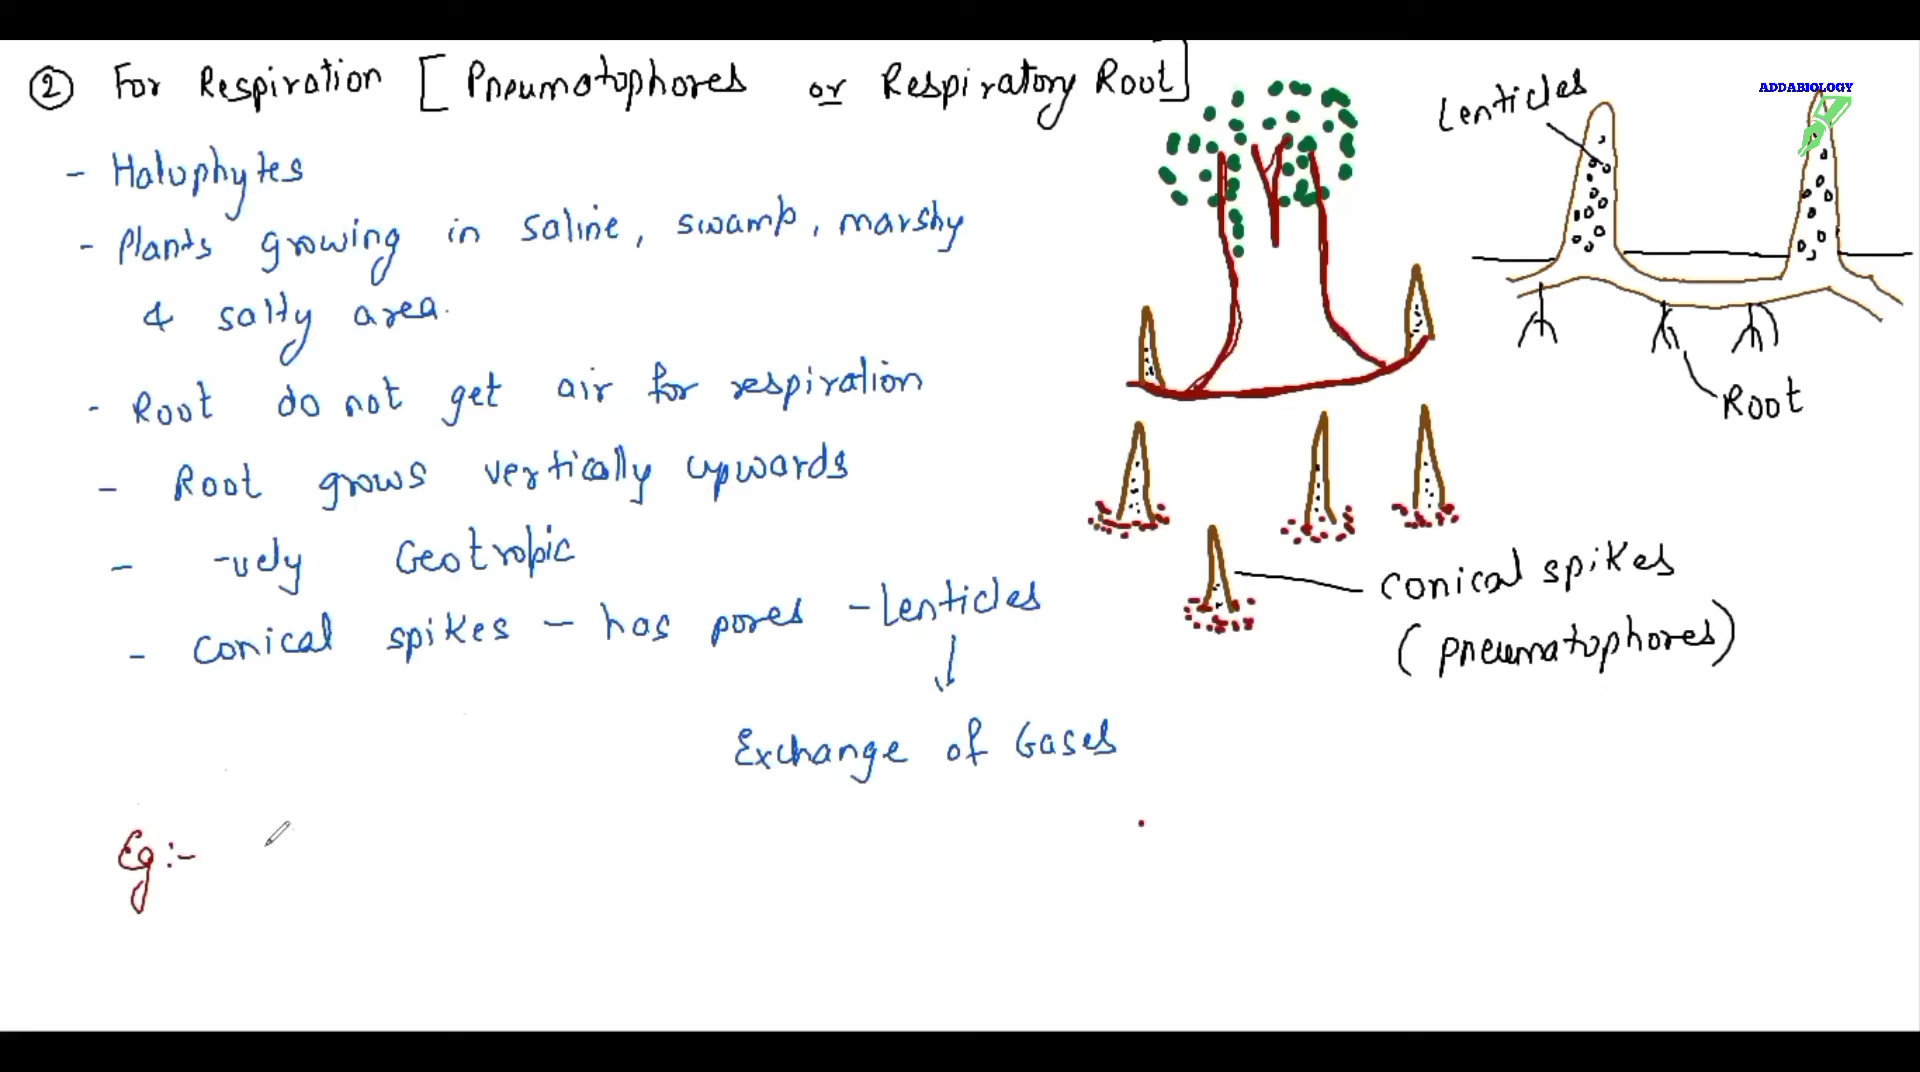 ② For Respiration [Pneumatophores or Respiratory Root]
- Halophytes
- Plants growing in saline, swamp, marshy
& salty area.
- Root do not get air for respiration
- Root grows vertically upwards
- -vely Geotropic
- conical spikes - has pores - Lenticles
↓
Exchange of Gases
Eg:-
Lenticles
ADDABIOLOGY
Root
conical spikes
(pneumatophores)